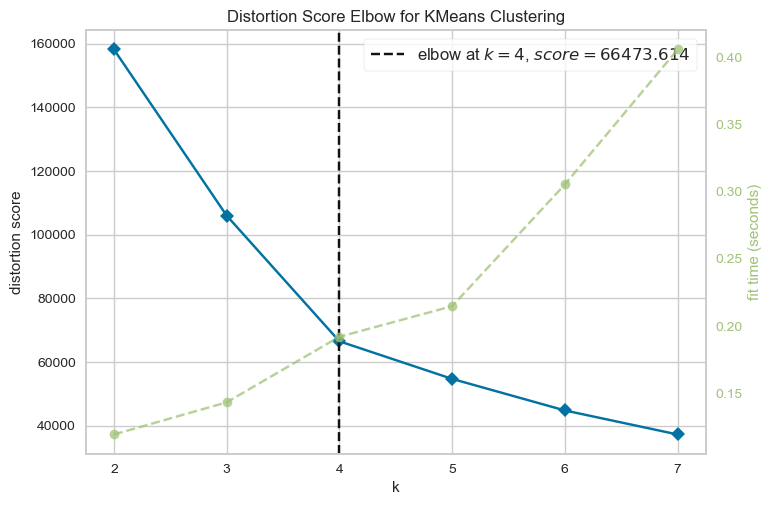 Distortion Score Elbow for KMeans Clustering
elbow at k = 4, score = 66473.614
distortion score
160000
140000
120000
100000
80000
60000
40000
0.40
0.35
0.30
0.25
0.20
0.15
fit time (seconds)
2 3 4 5 6 7
k